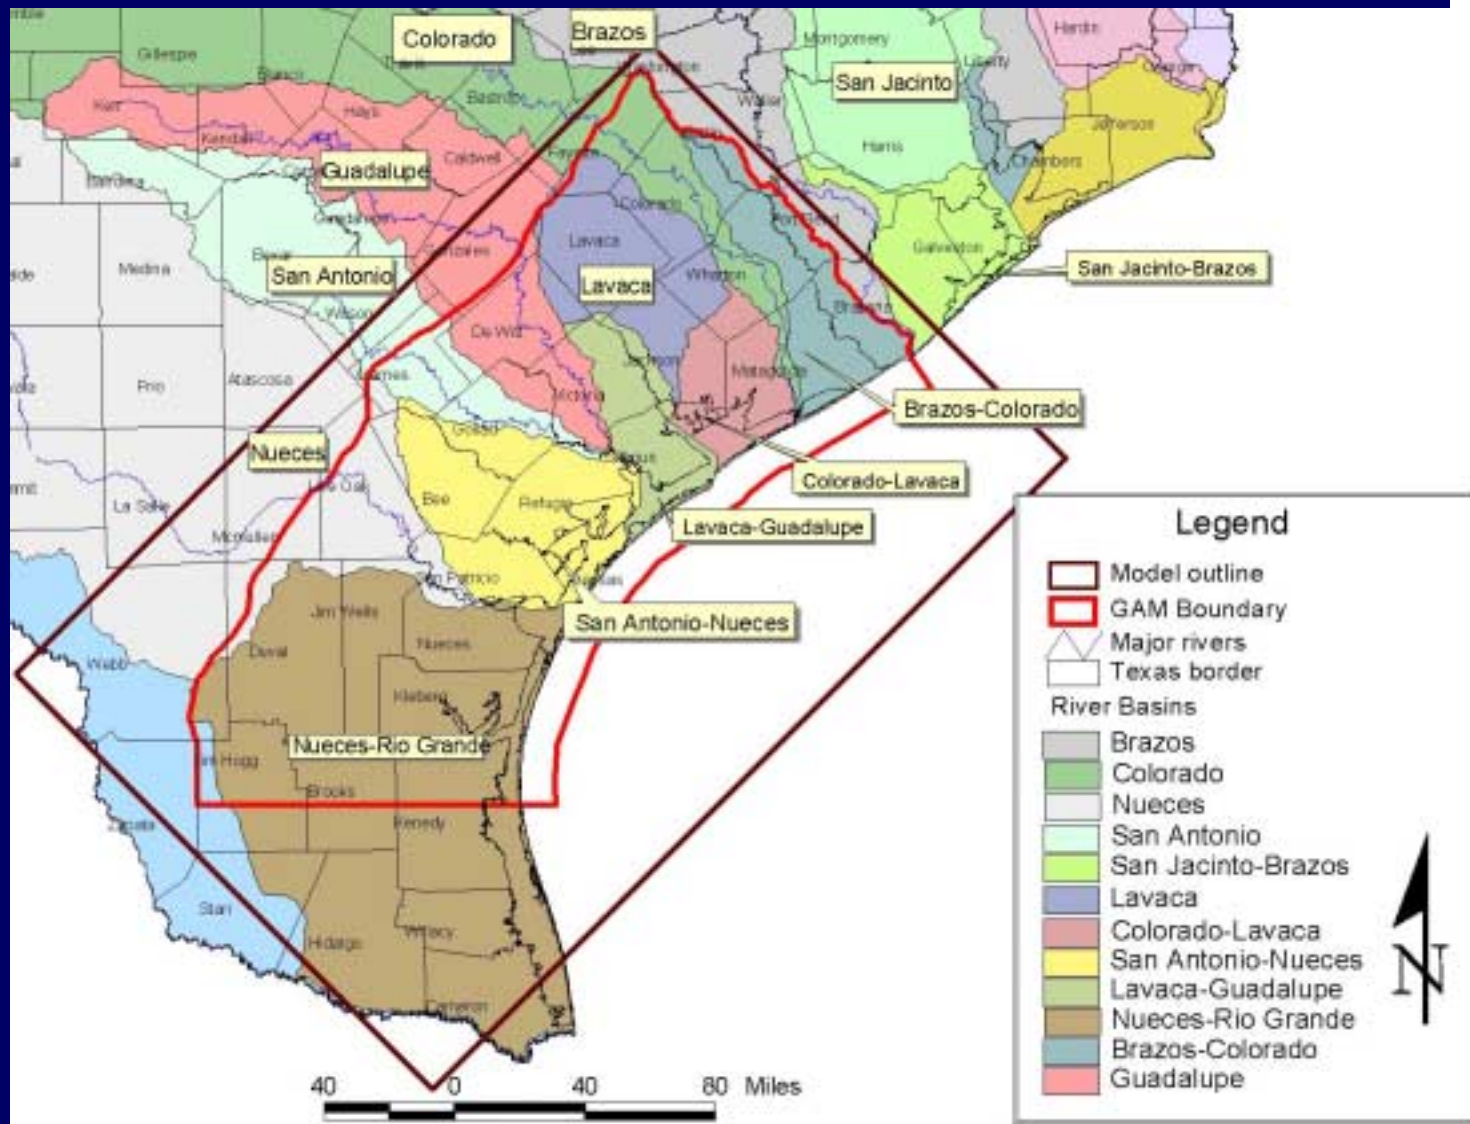 Colorado
Brazos
Gillespie
Montgomery
Hardin
San Jacinto
Liberty
Blanco
Washington
Bastrop
Waller
Kerr
Hays
Jefferson
Kendall
Harris
Caldwell
Fayette
Chambers
Guadalupe
Guadalupe
Colorado
Fort Bend
Gonzales
Lavaca
Galveston
Bexar
Medina
San Antonio
Wharton
San Jacinto-Brazos
Lavaca
Wilson
Brazoria
De Witt
Jackson
Matagorda
Karnes
Frio
Atascosa
Victoria
Brazos-Colorado
Goliad
Nueces
Calhoun
Colorado-Lavaca
Live Oak
Bee
Refugio
La Salle
Lavaca-Guadalupe
Mcmullen
San Patricio
Aransas
Jim Wells
San Antonio-Nueces
Duval
Nueces
Webb
Kleberg
Nueces-Rio Grande
Jim Hogg
Brooks
Kenedy
Zapata
Starr
Hidalgo
Willacy
Cameron
40 0 40 80 Miles
Legend
Model outline
GAM Boundary
Major rivers
Texas border
River Basins
Brazos
Colorado
Nueces
San Antonio
San Jacinto-Brazos
Lavaca
Colorado-Lavaca
San Antonio-Nueces
Lavaca-Guadalupe
Nueces-Rio Grande
Brazos-Colorado
Guadalupe
N